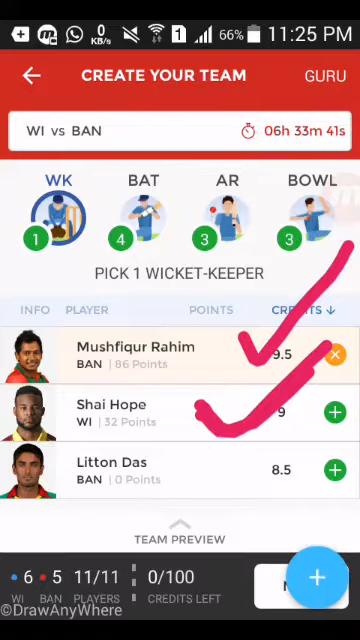 0 KB/s 1 66% 11:25 PM
CREATE YOUR TEAM GURU
WI vs BAN 06h 33m 41s
WK BAT AR BOWL
1 4 3 3
PICK 1 WICKET-KEEPER
INFO PLAYER POINTS CREDITS
Mushfiqur Rahim 9.5
BAN | 86 Points
Shai Hope 9
WI | 32 Points
Litton Das 8.5
BAN | 0 Points
TEAM PREVIEW
6 5 11/11 0/100
WI BAN PLAYERS CREDITS LEFT
©DrawAnyWhere